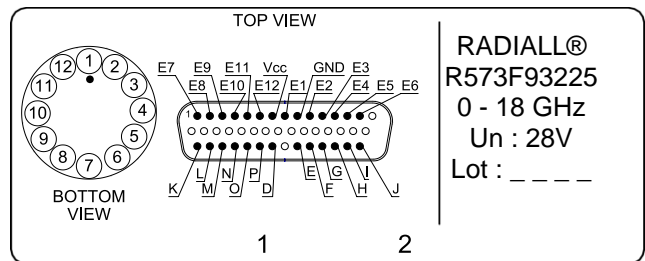 TOP VIEW
E7 E9 E11 Vcc GND E3
E8 E10 E12 E1 E2 E4 E5 E6
1
12 1 2
11 3
10 4
9 5
8 7 6
L N P E G I
K M O D F H J
BOTTOM
VIEW
1 2
RADIALL®
R573F93225
0 - 18 GHz
Un : 28V
Lot : _ _ _ _